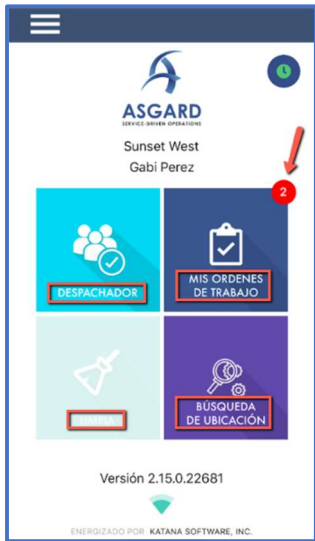 ASGARD
SERVICE-DRIVEN OPERATIONS
Sunset West
Gabi Perez
2
DESPACHADOR
MIS ORDENES
DE TRABAJO
LIMPIA
BÚSQUEDA
DE UBICACIÓN
Versión 2.15.0.22681
ENERGIZADO POR KATANA SOFTWARE, INC.